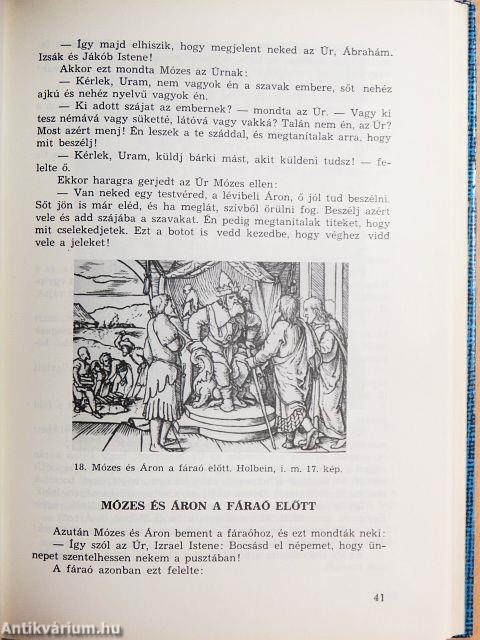 — Így majd elhiszik, hogy megjelent neked az Úr, Ábrahám.
Izsák és Jákób Istene!
Akkor ezt mondta Mózes az Úrnak:
— Kérlek, Uram, nem vagyok én a szavak embere, sőt nehéz
ajkú és nehéz nyelvű vagyok én.
— Ki adott szájat az embernek? — mondta az Úr. — Vagy ki
tesz némává vagy süketté, látóvá vagy vakká? Talán nem én, az Úr?
Most azért menj! Én leszek a te száddal, és megtanítalak arra, hogy
mit beszélj!
— Kérlek, Uram, küldj bárki mást, akit küldeni tudsz! — fe-
lelte ő.
Ekkor haragra gerjedt az Úr Mózes ellen:
— Van neked egy testvéred, a lévibeli Áron, ő jól tud beszélni.
Sőt jön is már eléd, és ha meglát, szívből örülni fog. Beszélj azért
vele és add szájába a szavakat. Én pedig megtanítalak titeket, hogy
mit cselekedjetek. Ezt a botot is vedd kezedbe, hogy véghez vidd
vele a jeleket!
18. Mózes és Áron a fáraó előtt. Holbein, i. m. 17. kép.
MÓZES ÉS ÁRON A FÁRAÓ ELŐTT
Azután Mózes és Áron bement a fáraóhoz, és ezt mondták neki:
— Így szól az Úr, Izrael Istene: Bocsásd el népemet, hogy ün-
nepet szentelhessen nekem a pusztában!
A fáraó azonban ezt felelte:
41
Antikvárium.hu